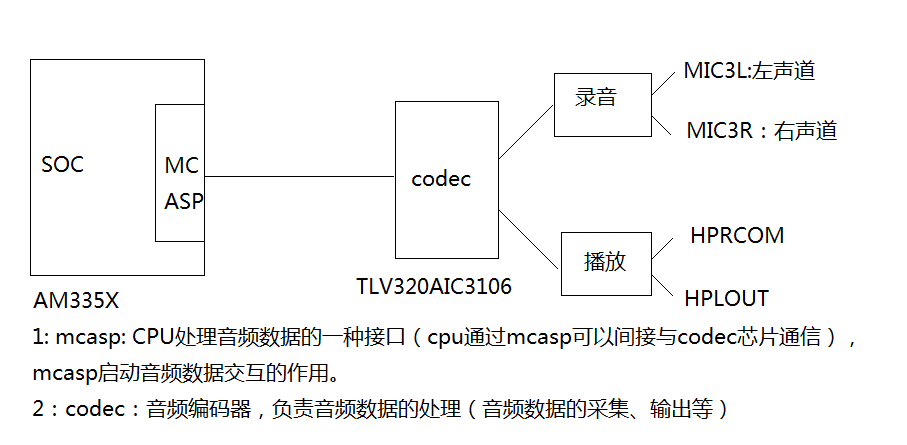 MIC3L:左声道
录音
MIC3R：右声道
SOC
MC
ASP
codec
HPRCOM
播放
HPLOUT
AM335X
TLV320AIC3106
1: mcasp: CPU处理音频数据的一种接口（cpu通过mcasp可以间接与codec芯片通信），
mcasp启动音频数据交互的作用。
2：codec：音频编码器，负责音频数据的处理（音频数据的采集、输出等）